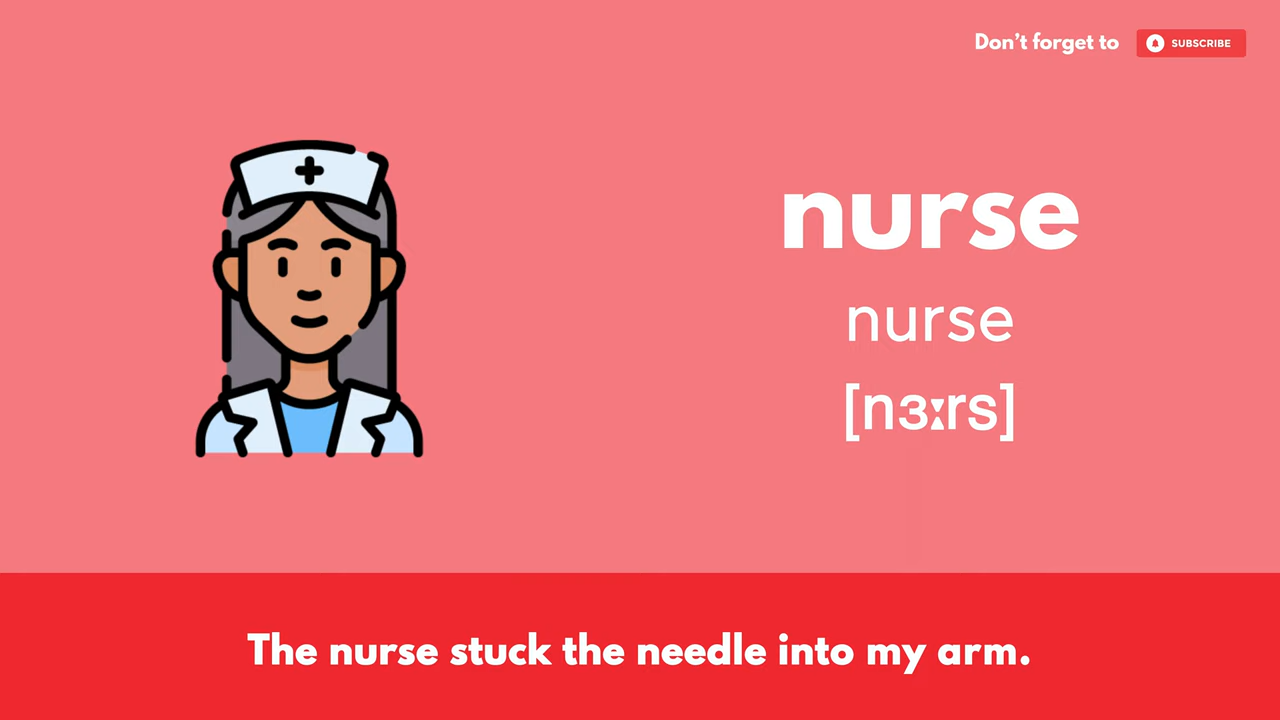 Don't forget to SUBSCRIBE
nurse
nurse
[nɜːrs]
The nurse stuck the needle into my arm.